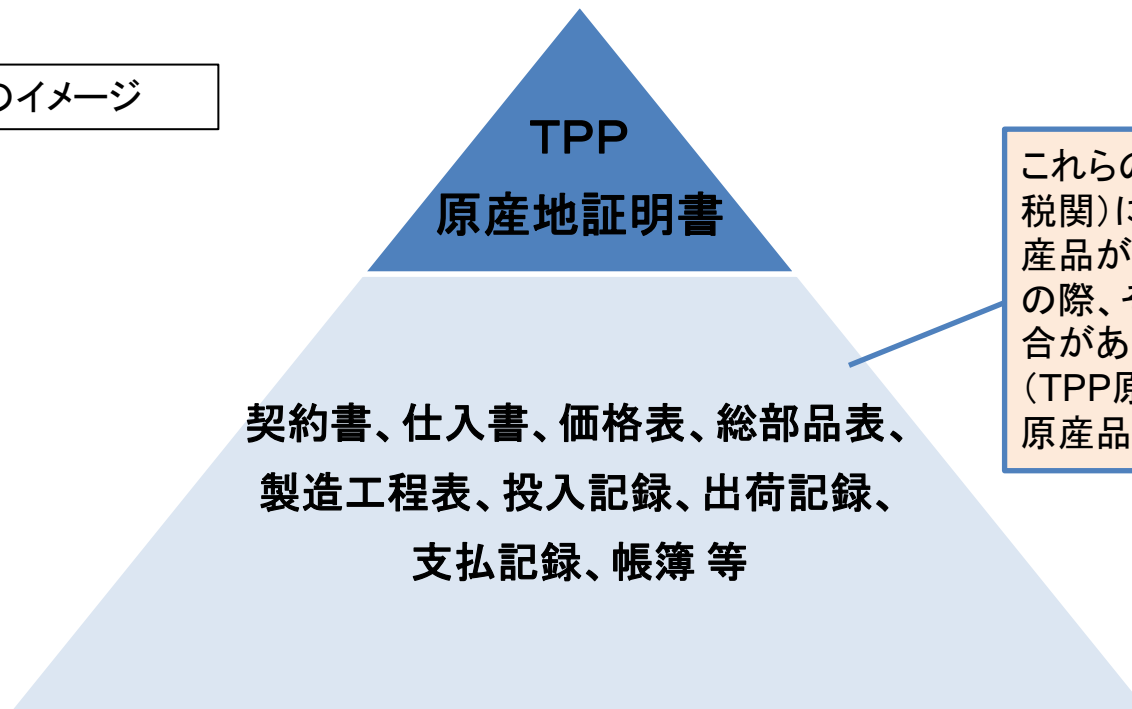 のイメージ
TPP
原産地証明書
契約書、仕入書、価格表、総部品表、
製造工程表、投入記録、出荷記録、
支払記録、帳簿 等
これらの
税関)に
産品が
の際、そ
合があ
(TPP原
原産品